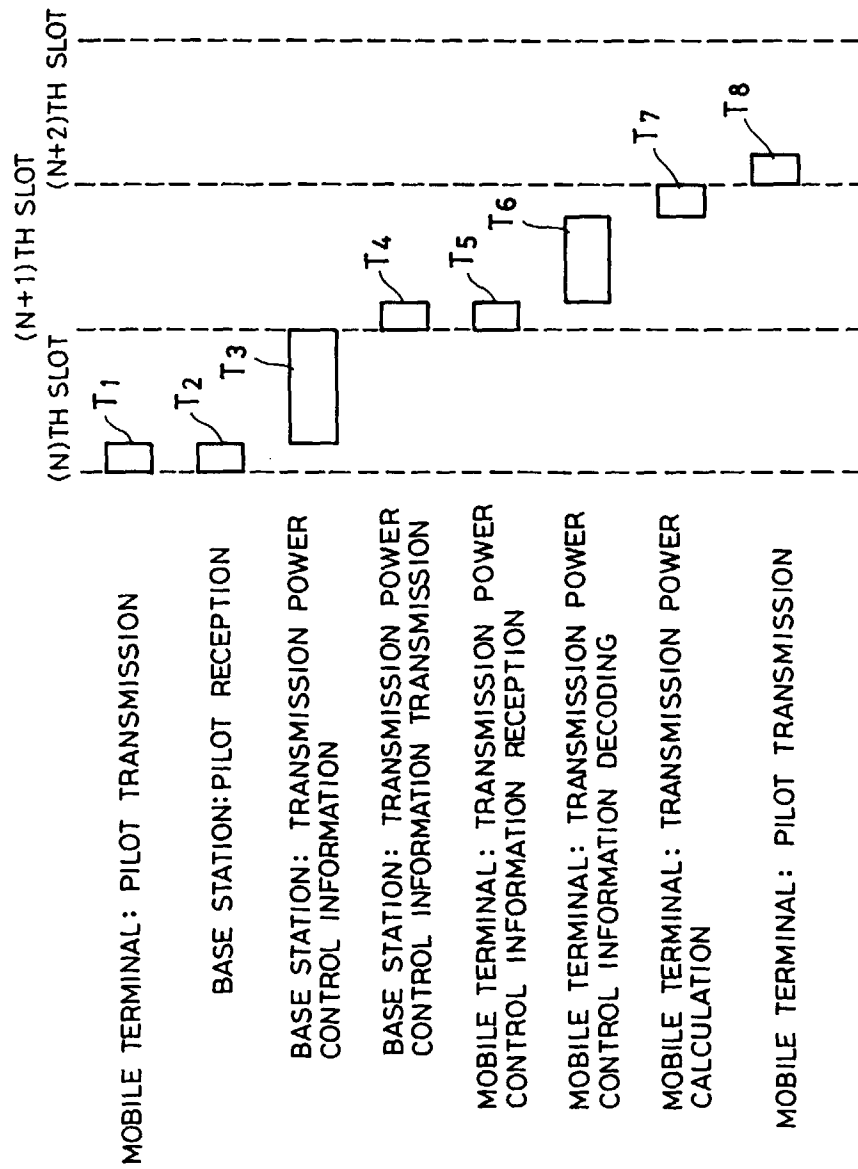 (N)TH SLOT
(N+1)TH SLOT
(N+2)TH SLOT
MOBILE TERMINAL: PILOT TRANSMISSION
T1
BASE STATION: PILOT RECEPTION
T2
BASE STATION: TRANSMISSION POWER
CONTROL INFORMATION
T3
BASE STATION: TRANSMISSION POWER
CONTROL INFORMATION TRANSMISSION
T4
MOBILE TERMINAL: TRANSMISSION POWER
CONTROL INFORMATION RECEPTION
T5
MOBILE TERMINAL: TRANSMISSION POWER
CONTROL INFORMATION DECODING
T6
MOBILE TERMINAL: TRANSMISSION POWER
CALCULATION
T7
MOBILE TERMINAL: PILOT TRANSMISSION
T8